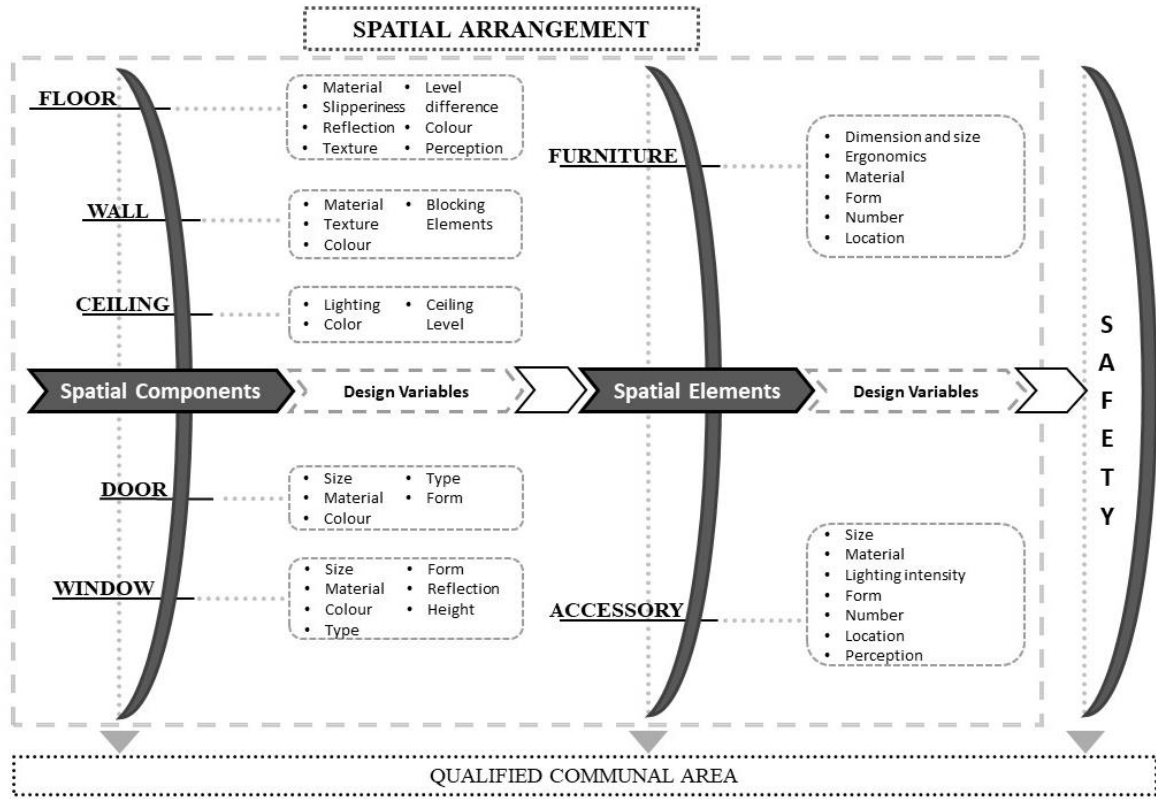 SPATIAL ARRANGEMENT
FLOOR
• Material
• Slipperiness
• Reflection
• Texture
• Level
difference
• Colour
• Perception
WALL
• Material
• Texture
• Colour
• Blocking
Elements
CEILING
• Lighting
• Color
• Ceiling
Level
FURNITURE
• Dimension and size
• Ergonomics
• Material
• Form
• Number
• Location
Spatial Components
Design Variables
Spatial Elements
Design Variables
SAFETY
DOOR
• Size
• Material
• Colour
• Type
• Form
WINDOW
• Size
• Material
• Colour
• Type
• Form
• Reflection
• Height
ACCESSORY
• Size
• Material
• Lighting intensity
• Form
• Number
• Location
• Perception
QUALIFIED COMMUNAL AREA